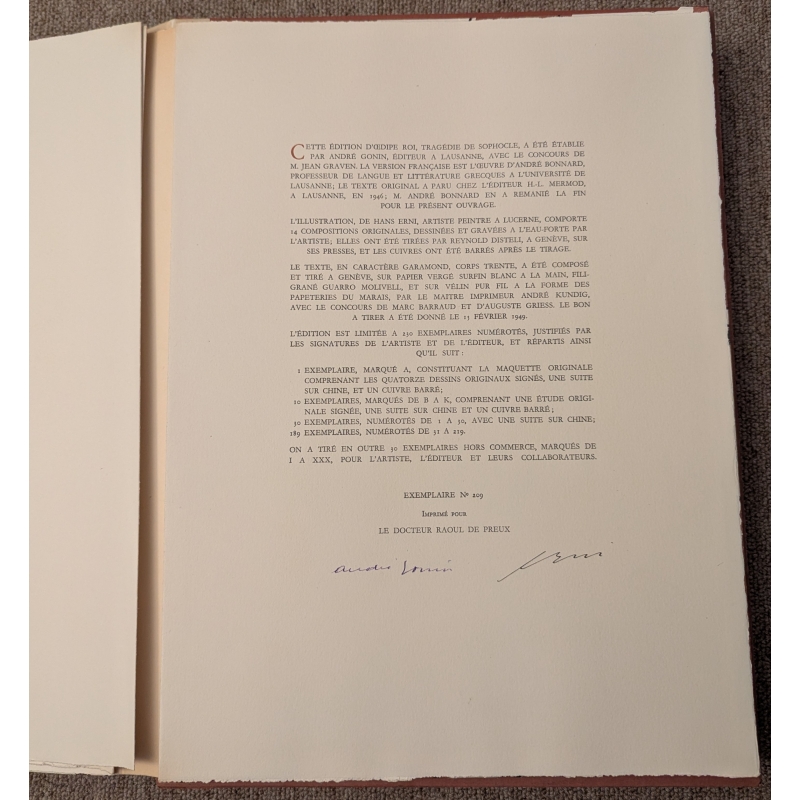 CETTE ÉDITION D'ŒDIPE ROI, TRAGÉDIE DE SOPHOCLE, A ÉTÉ ÉTABLIE
PAR ANDRÉ GONIN, ÉDITEUR A LAUSANNE, AVEC LE CONCOURS DE
M. JEAN GRAVEN. LA VERSION FRANÇAISE EST L'ŒUVRE D'ANDRÉ BONNARD,
PROFESSEUR DE LANGUE ET LITTÉRATURE GRECQUES A L'UNIVERSITÉ DE
LAUSANNE; LE TEXTE ORIGINAL A PARU CHEZ L'ÉDITEUR H.-L. MERMOD,
A LAUSANNE, EN 1946; M. ANDRÉ BONNARD EN A REMANIÉ LA FIN
POUR LE PRÉSENT OUVRAGE.
L'ILLUSTRATION, DE HANS ERNI, ARTISTE PEINTRE A LUCERNE, COMPORTE
14 COMPOSITIONS ORIGINALES, DESSINÉES ET GRAVÉES A L'EAU-FORTE PAR
L'ARTISTE; ELLES ONT ÉTÉ TIRÉES PAR REYNOLD DISTELI, A GENÈVE, SUR
SES PRESSES, ET LES CUIVRES ONT ÉTÉ BARRÉS APRÈS LE TIRAGE.
LE TEXTE, EN CARACTÈRE GARAMOND, CORPS TRENTE, A ÉTÉ COMPOSÉ
ET TIRÉ A GENÈVE, SUR PAPIER VERGÉ SURFIN BLANC A LA MAIN, FILI-
GRANÉ GUARRO MOLIVELL, ET SUR VÉLIN PUR FIL A LA FORME DES
PAPETERIES DU MARAIS, PAR LE MAITRE IMPRIMEUR ANDRÉ KUNDIG,
AVEC LE CONCOURS DE MARC BARRAUD ET D'AUGUSTE GRIESS. LE BON
A TIRER A ÉTÉ DONNÉ LE 15 FÉVRIER 1949.
L'ÉDITION EST LIMITÉE A 230 EXEMPLAIRES NUMÉROTÉS, JUSTIFIÉS PAR
LES SIGNATURES DE L'ARTISTE ET DE L'ÉDITEUR, ET RÉPARTIS AINSI
QU'IL SUIT :
1 EXEMPLAIRE, MARQUÉ A, CONSTITUANT LA MAQUETTE ORIGINALE
COMPRENANT LES QUATORZE DESSINS ORIGINAUX SIGNÉS, UNE SUITE
SUR CHINE, ET UN CUIVRE BARRÉ;
10 EXEMPLAIRES, MARQUÉS DE B A K, COMPRENANT UNE ÉTUDE ORIGI-
NALE SIGNÉE, UNE SUITE SUR CHINE ET UN CUIVRE BARRÉ;
30 EXEMPLAIRES, NUMÉROTÉS DE 1 A 30, AVEC UNE SUITE SUR CHINE;
189 EXEMPLAIRES, NUMÉROTÉS DE 31 A 219.
ON A TIRÉ EN OUTRE 30 EXEMPLAIRES HORS COMMERCE, MARQUÉS DE
I A XXX, POUR L'ARTISTE, L'ÉDITEUR ET LEURS COLLABORATEURS.
EXEMPLAIRE Nº 209
IMPRIMÉ POUR
LE DOCTEUR RAOUL DE PREUX
André Gonin erni